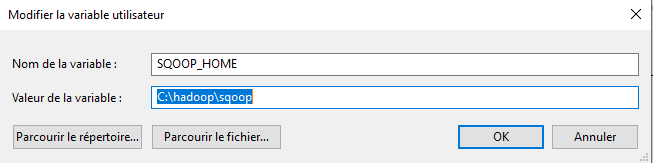 Modifier la variable utilisateur
Nom de la variable : SQOOP_HOME
Valeur de la variable : C:\hadoop\sqoop
Parcourir le répertoire... Parcourir le fichier... OK Annuler